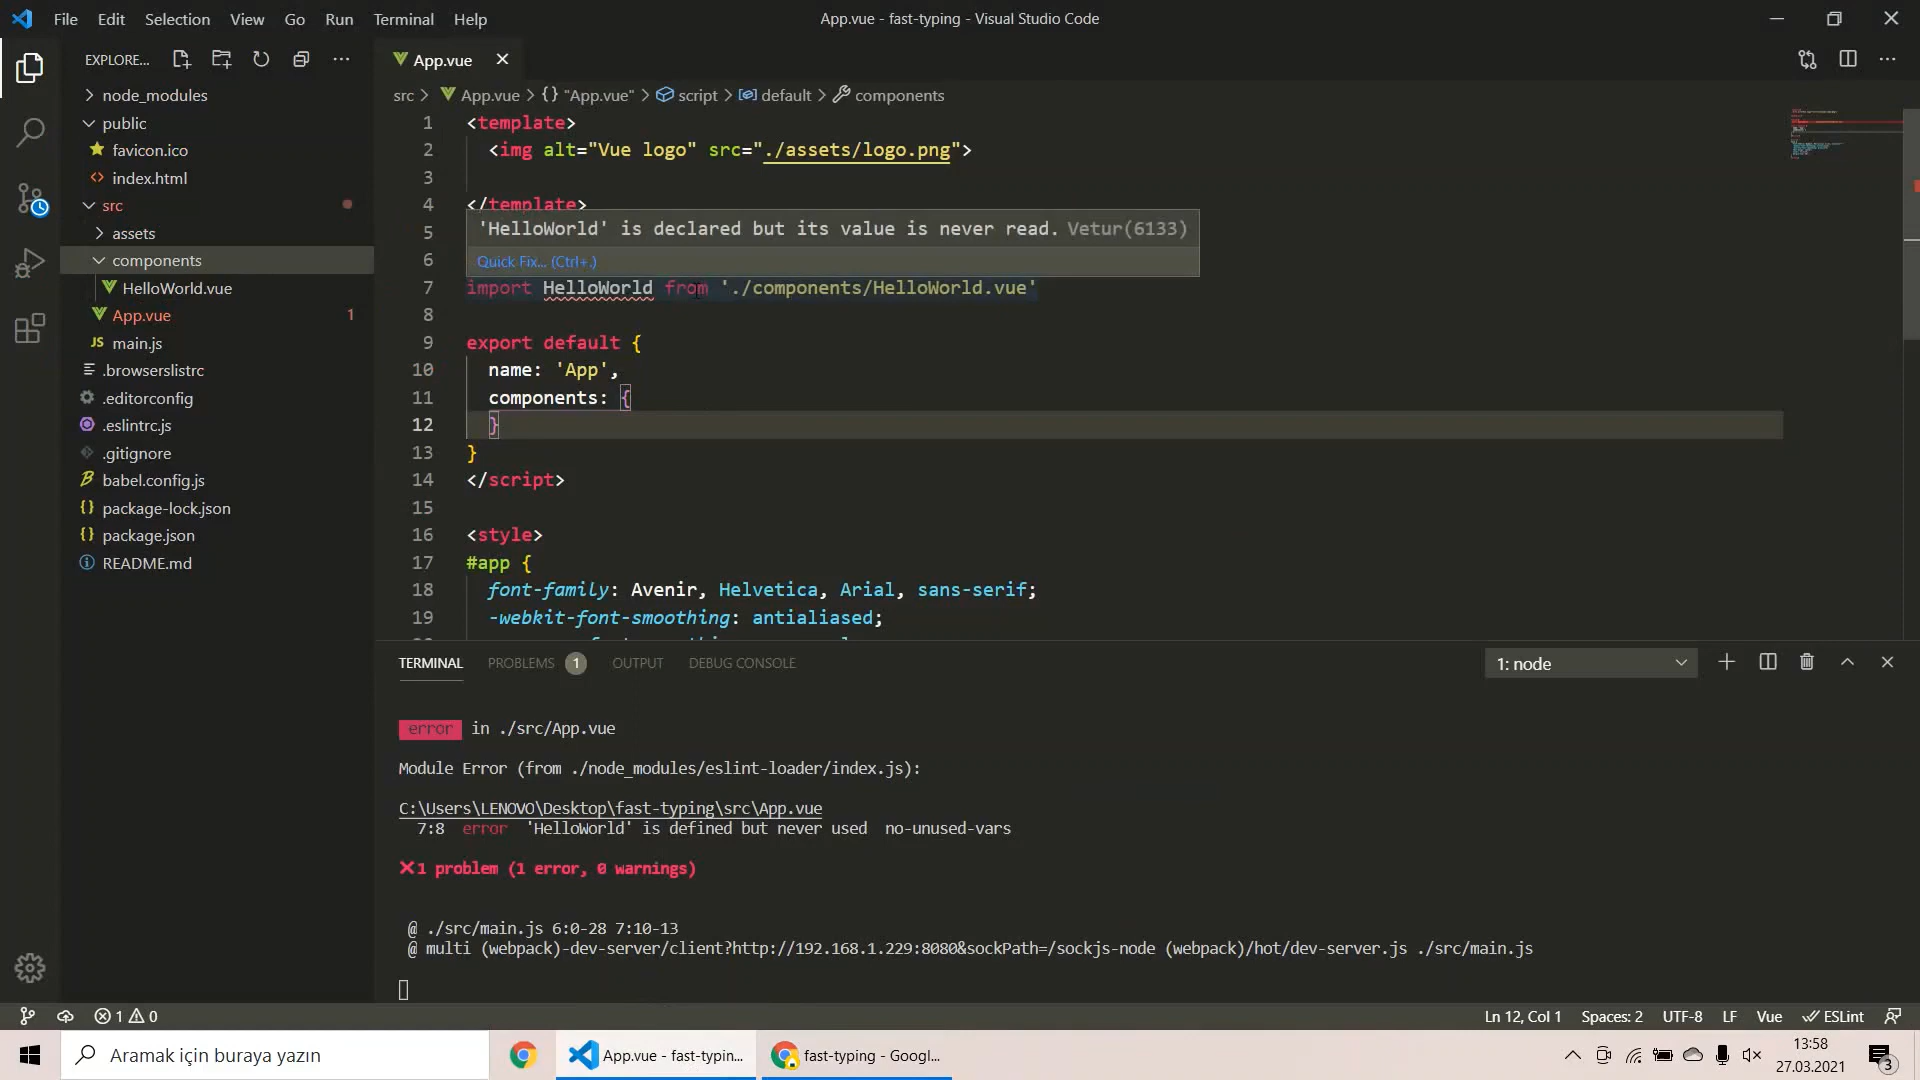 File Edit Selection View Go Run Terminal Help
App.vue - fast-typing - Visual Studio Code
EXPLORE...
node_modules
public
favicon.ico
index.html
src
assets
components
HelloWorld.vue
App.vue 1
main.js
.browserslistrc
.editorconfig
.eslintrc.js
.gitignore
babel.config.js
package-lock.json
package.json
README.md
App.vue
src > App.vue > {} "App.vue" > script > default > components
1 <template>
2 <img alt="Vue logo" src="./assets/logo.png">
3
4 </template>
5
'HelloWorld' is declared but its value is never read. Vetur(6133)
6
Quick Fix... (Ctrl+.)
7 import HelloWorld from './components/HelloWorld.vue'
8
9 export default {
10 name: 'App',
11 components: {
12 }
13 }
14 </script>
15
16 <style>
17 #app {
18 font-family: Avenir, Helvetica, Arial, sans-serif;
19 -webkit-font-smoothing: antialiased;
TERMINAL PROBLEMS 1 OUTPUT DEBUG CONSOLE
1: node
error in ./src/App.vue
Module Error (from ./node_modules/eslint-loader/index.js):
C:\Users\LENOVO\Desktop\fast-typing\src\App.vue
7:8 error 'HelloWorld' is defined but never used no-unused-vars
❌1 problem (1 error, 0 warnings)
@ ./src/main.js 6:0-28 7:10-13
@ multi (webpack)-dev-server/client?http://192.168.1.229:8080&sockPath=/sockjs-node (webpack)/hot/dev-server.js ./src/main.js
1 0
Ln 12, Col 1 Spaces: 2 UTF-8 LF Vue ESLint
Aramak için buraya yazın
App.vue - fast-typin...
fast-typing - Googl...
13:58
27.03.2021
3